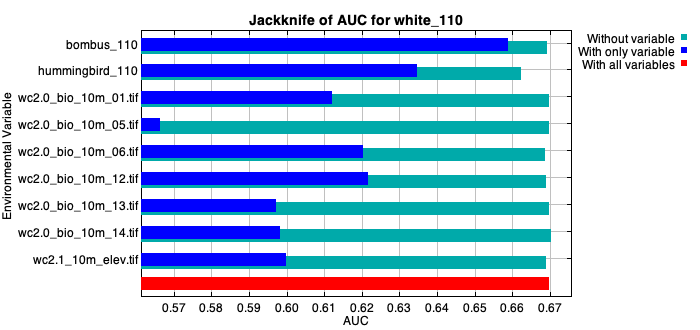 Jackknife of AUC for white_110
Without variable
With only variable
With all variables
Environmental Variable
bombus_110
hummingbird_110
wc2.0_bio_10m_01.tif
wc2.0_bio_10m_05.tif
wc2.0_bio_10m_06.tif
wc2.0_bio_10m_12.tif
wc2.0_bio_10m_13.tif
wc2.0_bio_10m_14.tif
wc2.1_10m_elev.tif
0.57 0.58 0.59 0.60 0.61 0.62 0.63 0.64 0.65 0.66 0.67
AUC